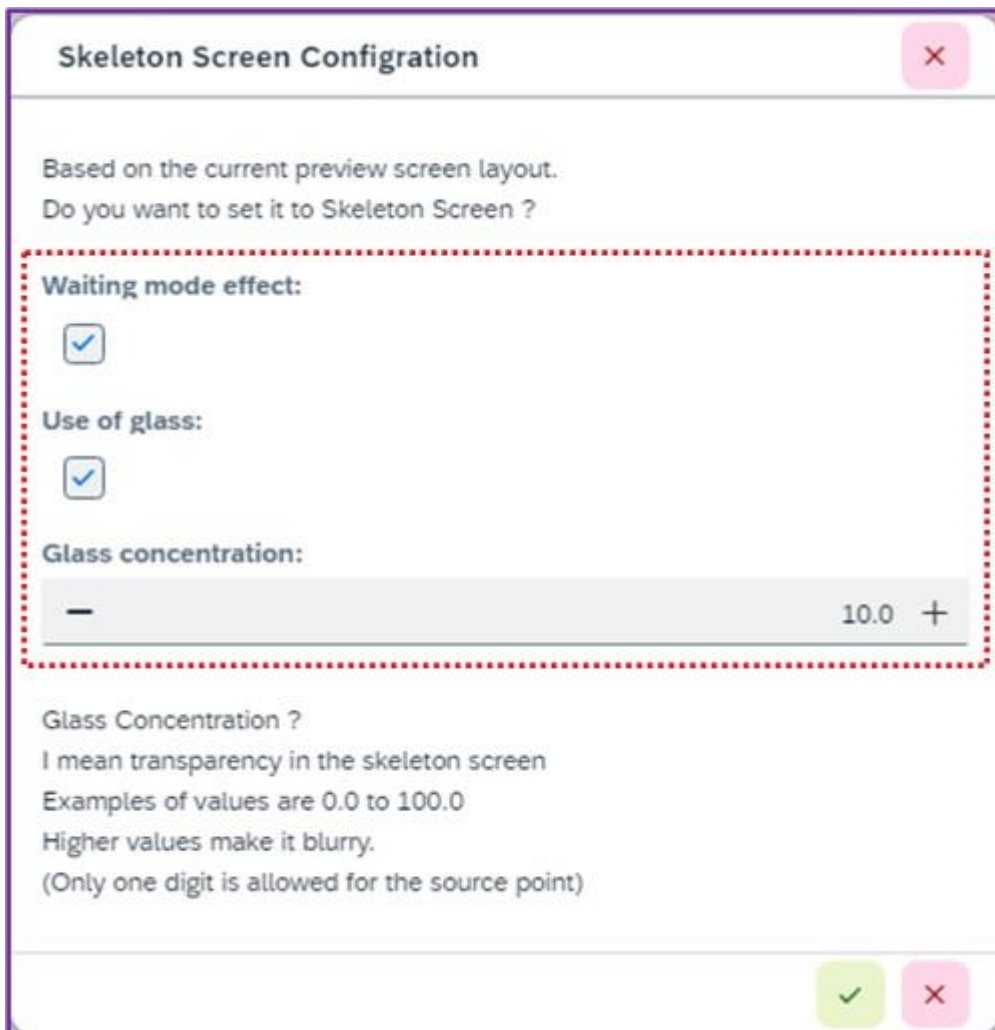 Skeleton Screen Configration
Based on the current preview screen layout.
Do you want to set it to Skeleton Screen ?
Waiting mode effect:
Use of glass:
Glass concentration:
10.0
Glass Concentration ?
I mean transparency in the skeleton screen
Examples of values are 0.0 to 100.0
Higher values make it blurry.
(Only one digit is allowed for the source point)